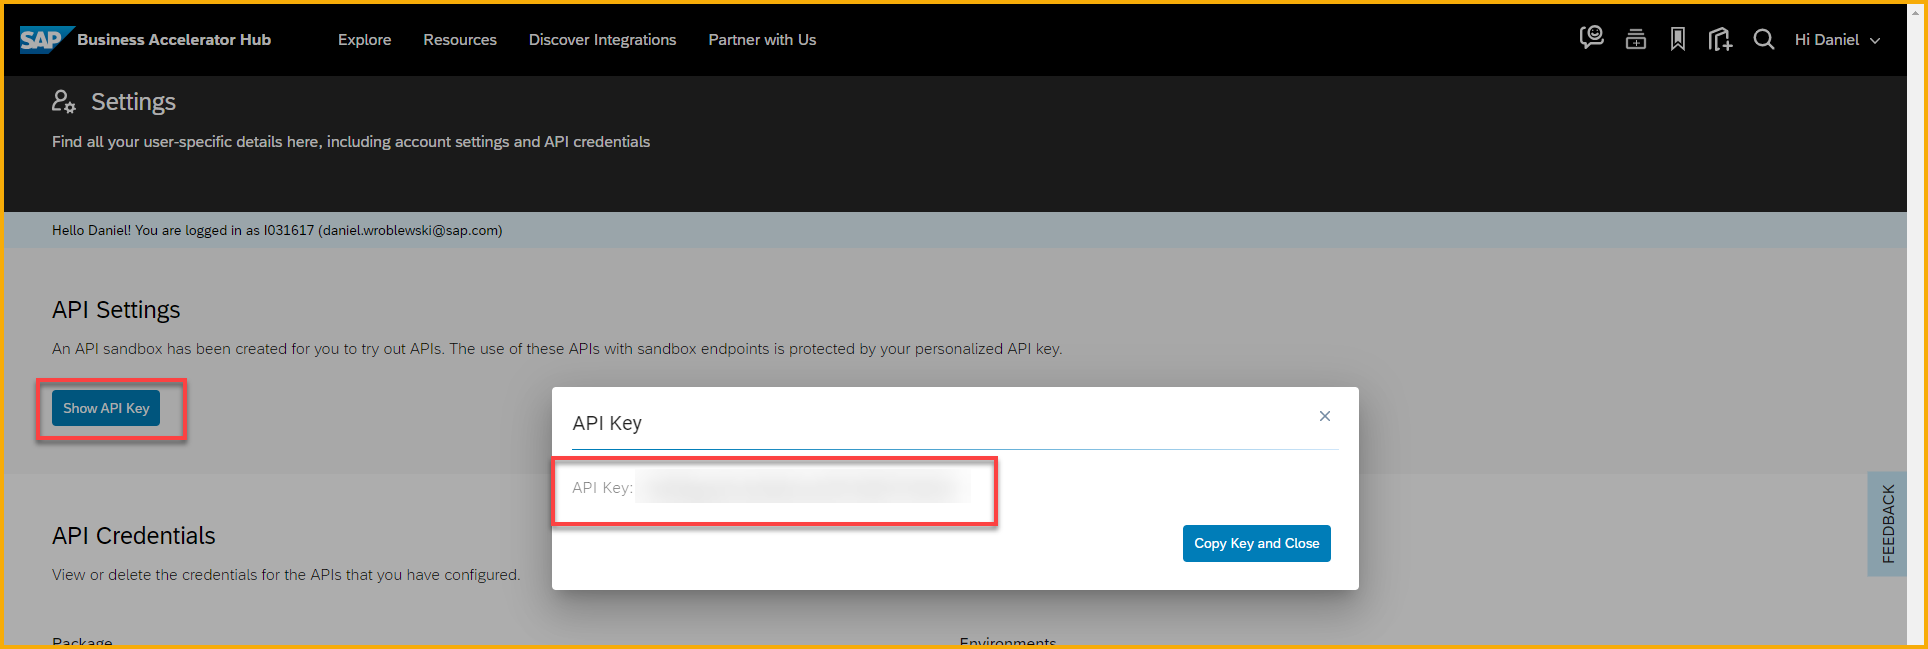 SAP Business Accelerator Hub Explore Resources Discover Integrations Partner with Us Hi Daniel
Settings
Find all your user-specific details here, including account settings and API credentials
Hello Daniel! You are logged in as I031617 (daniel.wroblewski@sap.com)
API Settings
An API sandbox has been created for you to try out APIs. The use of these APIs with sandbox endpoints is protected by your personalized API key.
Show API Key
API Key
API Key:
Copy Key and Close
FEEDBACK
API Credentials
View or delete the credentials for the APIs that you have configured.
Package Environments